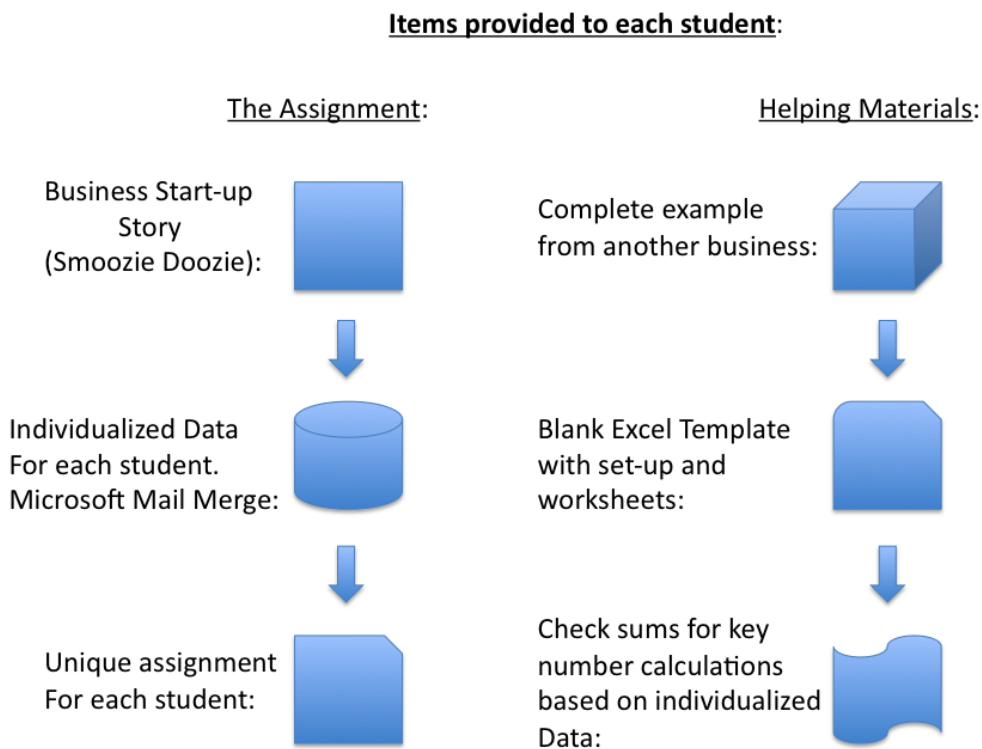 Items provided to each student:
The Assignment:
Business Start-up
Story
(Smoozie Doozie):
Individualized Data
For each student.
Microsoft Mail Merge:
Unique assignment
For each student:
Helping Materials:
Complete example
from another business:
Blank Excel Template
with set-up and
worksheets:
Check sums for key
number calculations
based on individualized
Data: